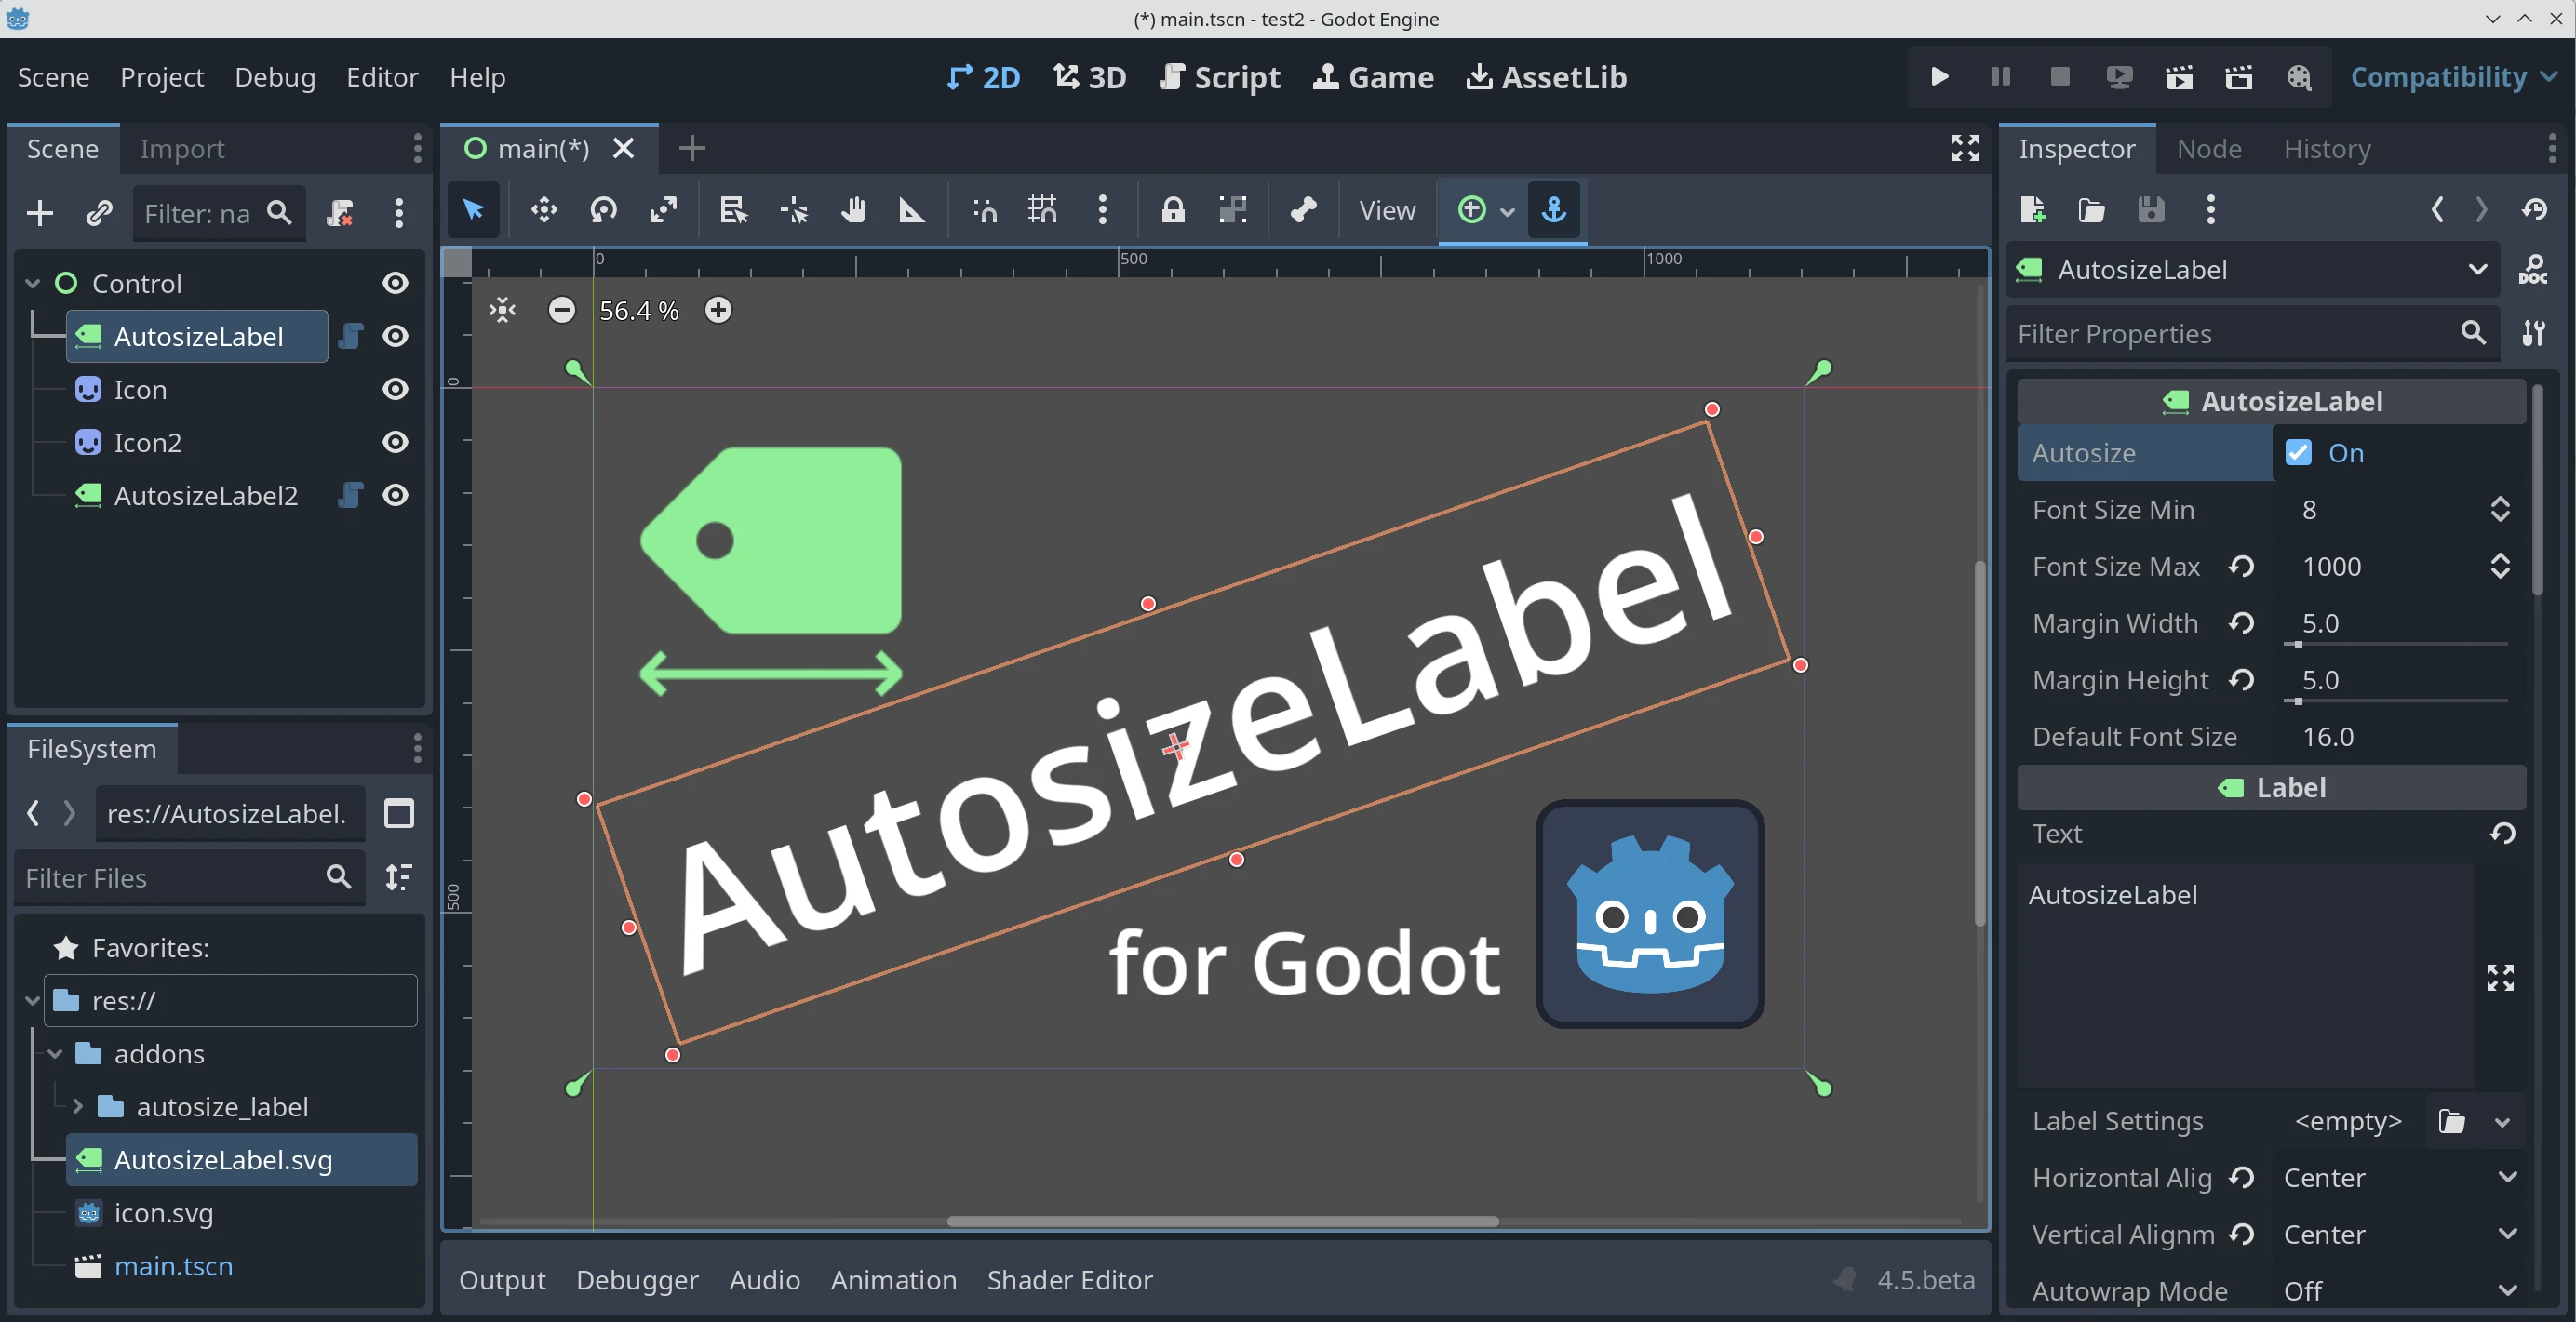 (*) main.tscn - test2 - Godot Engine
Scene Project Debug Editor Help
2D 3D Script Game AssetLib
Compatibility
Scene Import
Filter: na
Control
AutosizeLabel
Icon
Icon2
AutosizeLabel2
FileSystem
res://AutosizeLabel.
Filter Files
Favorites:
res://
addons
autosize_label
AutosizeLabel.svg
icon.svg
main.tscn
main(*)
View
0 500 1000
56.4 %
0
500
AutosizeLabel
for Godot
Output Debugger Audio Animation Shader Editor
4.5.beta
Inspector Node History
AutosizeLabel
DOC
Filter Properties
AutosizeLabel
Autosize On
Font Size Min 8
Font Size Max 1000
Margin Width 5.0
Margin Height 5.0
Default Font Size 16.0
Label
Text
AutosizeLabel
Label Settings <empty>
Horizontal Alig Center
Vertical Alignm Center
Autowrap Mode Off